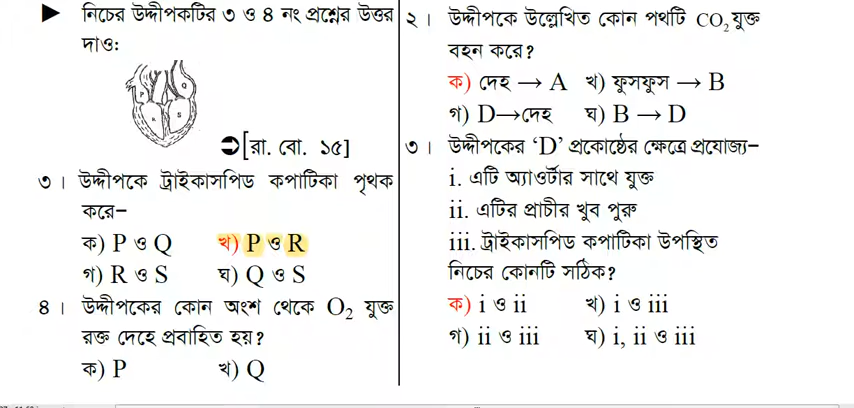 ▶ নিচের উদ্দীপকটির ৩ ও ৪ নং প্রশ্নের উত্তর
দাও:
P Q
R S
➲[রা. বো. ১৫]
৩। উদ্দীপকে ট্রাইকাসপিড কপাটিকা পৃথক
করে–
ক) P ও Q খ) P ও R
গ) R ও S ঘ) Q ও S
৪। উদ্দীপকের কোন অংশ থেকে O₂ যুক্ত
রক্ত দেহে প্রবাহিত হয়?
ক) P খ) Q
২। উদ্দীপকে উল্লেখিত কোন পথটি CO₂যুক্ত
বহন করে?
ক) দেহ → A খ) ফুসফুস → B
গ) D→দেহ ঘ) B → D
৩। উদ্দীপকের ‘D’ প্রকোষ্ঠের ক্ষেত্রে প্রযোজ্য–
i. এটি অ্যাওর্টার সাথে যুক্ত
ii. এটির প্রাচীর খুব পুরু
iii. ট্রাইকাসপিড কপাটিকা উপস্থিত
নিচের কোনটি সঠিক?
ক) i ও ii খ) i ও iii
গ) ii ও iii ঘ) i, ii ও iii